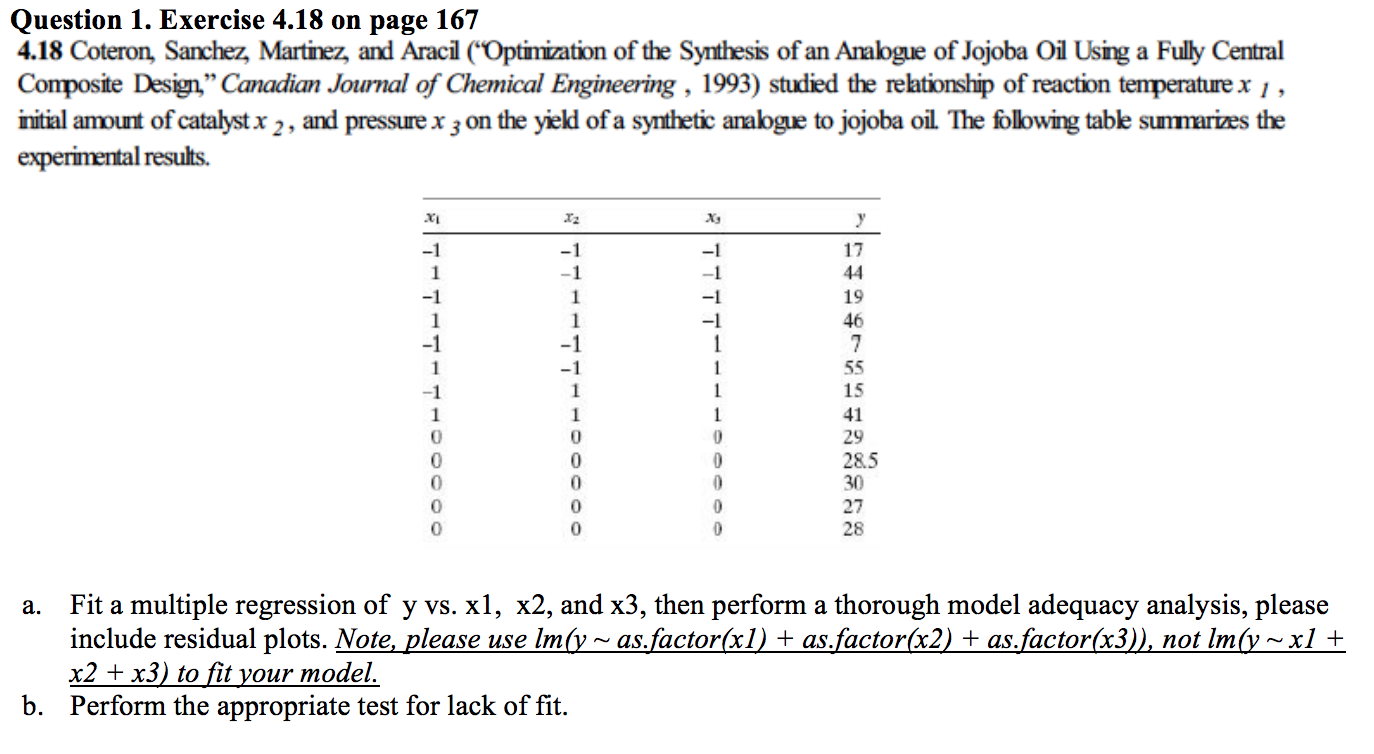 Question 1. Exercise 4.18 on page 167
4.18 Coteron, Sanchez, Martinez, and Aracil (“Optimization of the Synthesis of an Analogue of Jojoba Oil Using a Fully Central
Composite Design,” Canadian Journal of Chemical Engineering , 1993) studied the relationship of reaction temperature x 1 ,
initial amount of catalyst x 2 , and pressure x 3 on the yield of a synthetic analogue to jojoba oil. The following table summarizes the
experimental results.
x1 x2 x3 y
−1 −1 −1 17
1 −1 −1 44
−1 1 −1 19
1 1 −1 46
−1 −1 1 7
1 −1 1 55
−1 1 1 15
1 1 1 41
0 0 0 29
0 0 0 28.5
0 0 0 30
0 0 0 27
0 0 0 28
a. Fit a multiple regression of y vs. x1, x2, and x3, then perform a thorough model adequacy analysis, please
include residual plots. Note, please use lm(y ~ as.factor(x1) + as.factor(x2) + as.factor(x3)), not lm(y ~ x1 +
x2 + x3) to fit your model.
b. Perform the appropriate test for lack of fit.